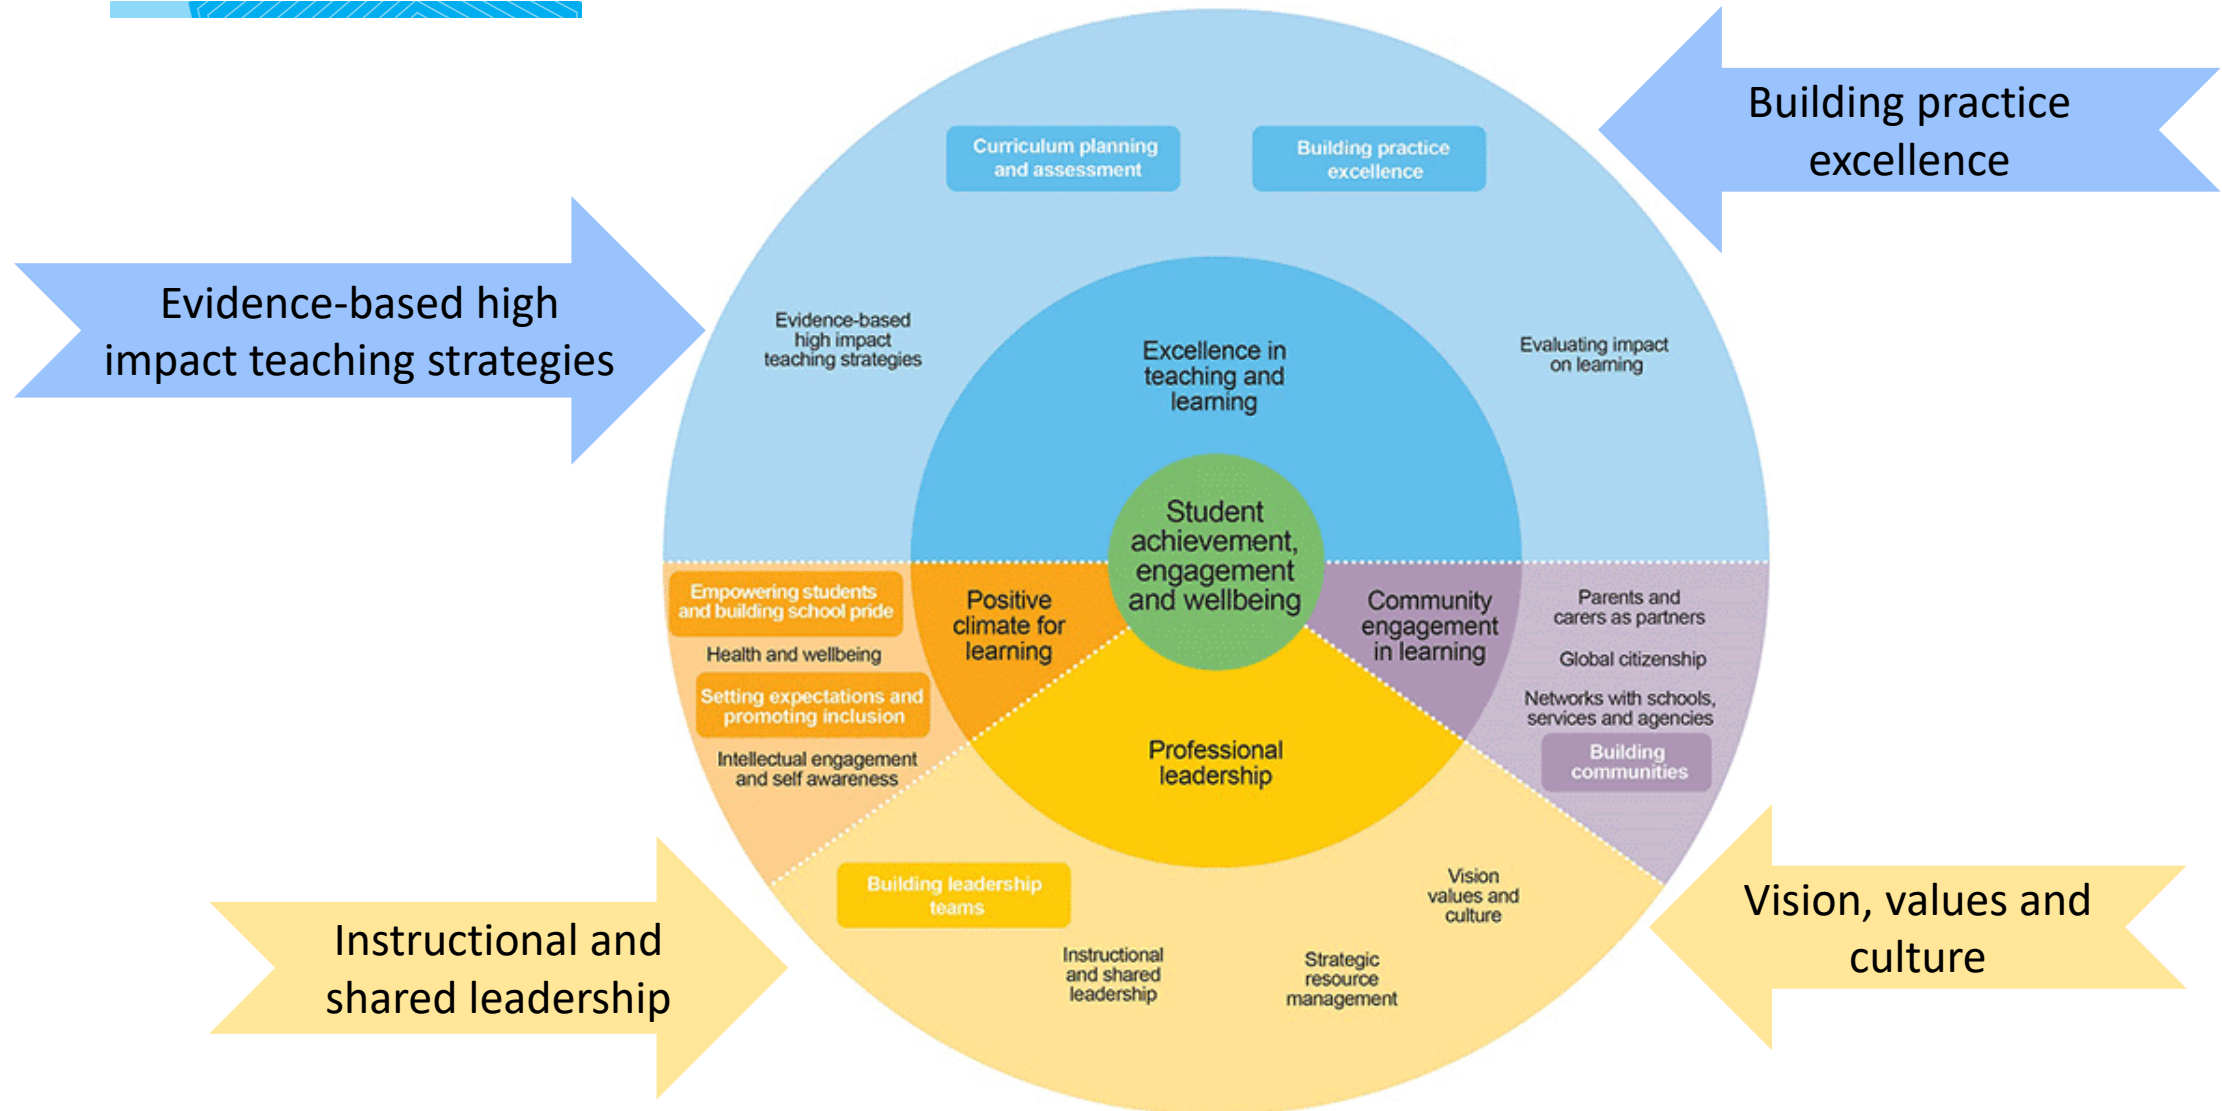 Building practice
excellence
Evidence-based high
impact teaching strategies
Curriculum planning
and assessment
Building practice
excellence
Evidence-based
high impact
teaching strategies
Excellence in
teaching and
learning
Evaluating impact
on learning
Student
achievement,
engagement
and wellbeing
Empowering students
and building school pride
Health and wellbeing
Setting expectations and
promoting inclusion
Intellectual engagement
and self awareness
Positive
climate for
learning
Community
engagement
in learning
Parents and
carers as partners
Global citizenship
Networks with schools,
services and agencies
Building
communities
Professional
leadership
Building leadership
teams
Instructional
and shared
leadership
Strategic
resource
management
Vision
values and
culture
Instructional and
shared leadership
Vision, values and
culture